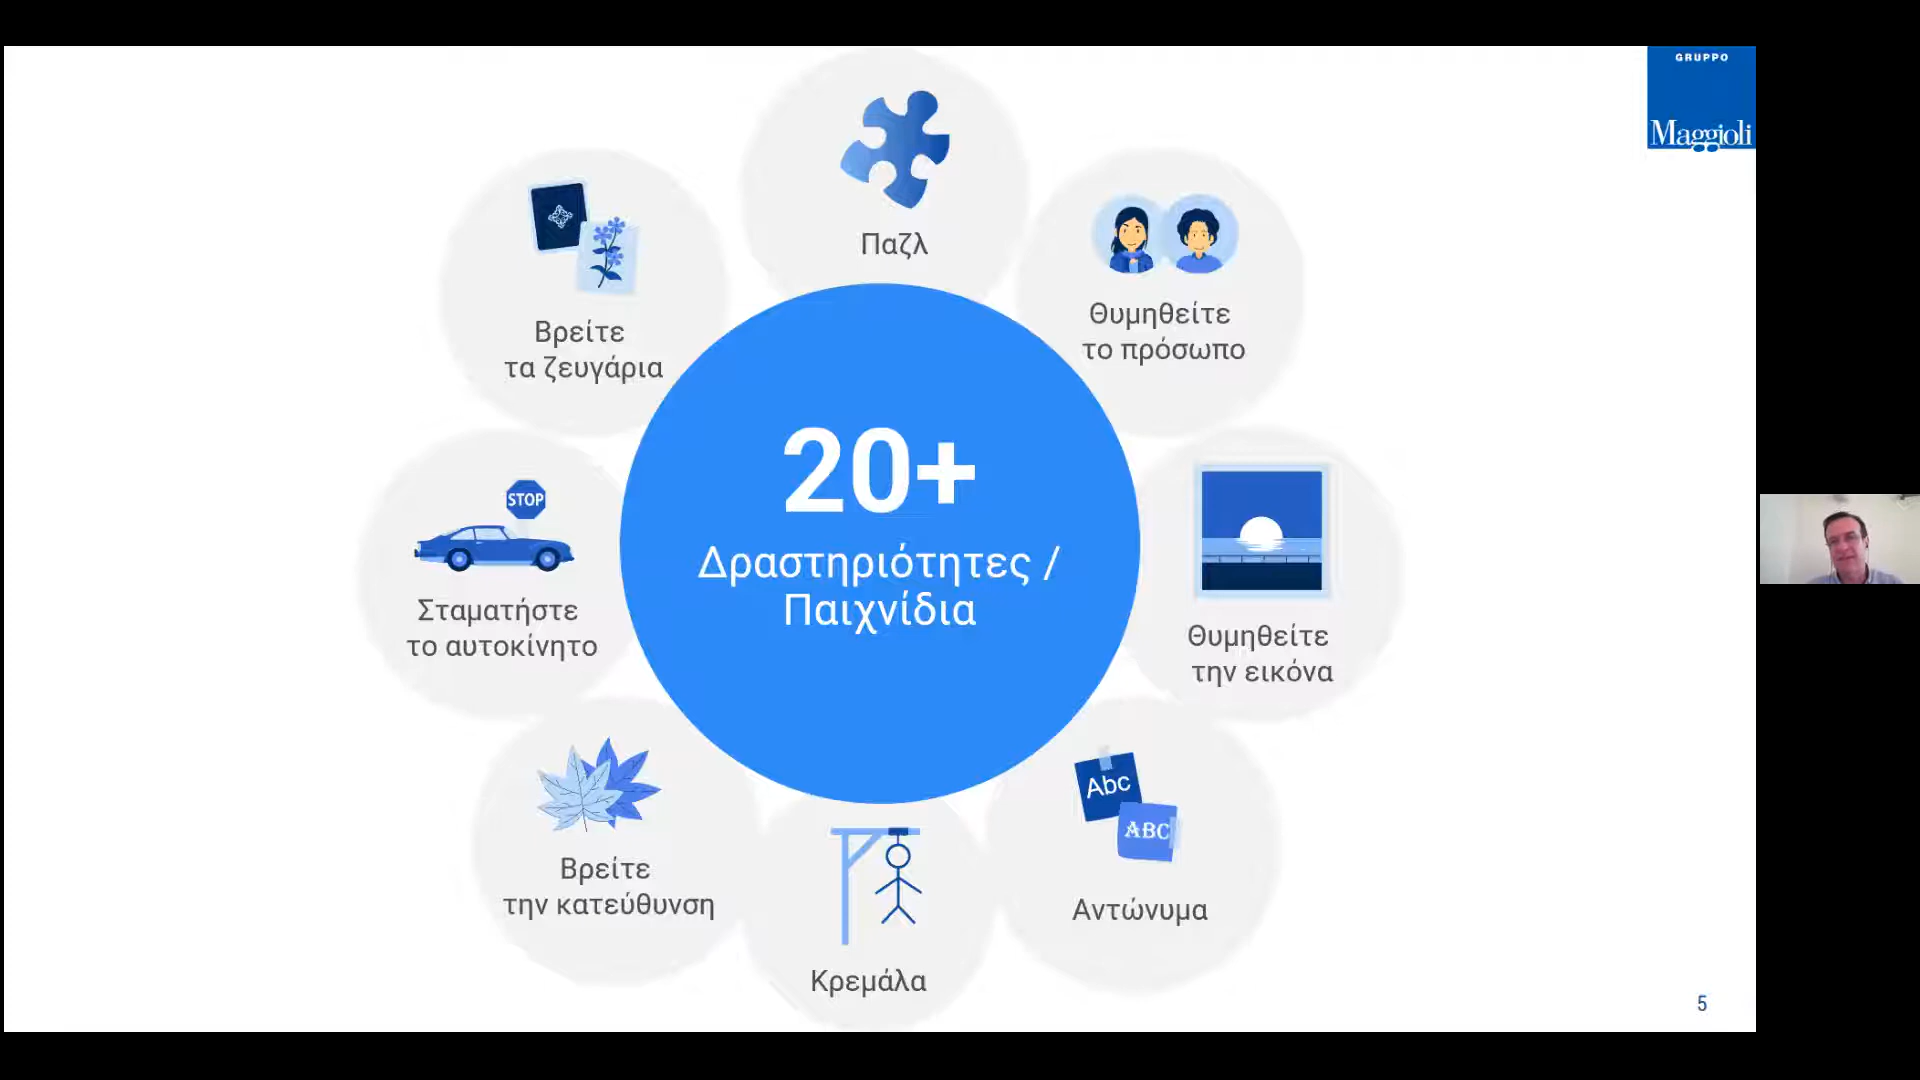 GRUPPO
Maggioli
Παζλ
Θυμηθείτε
το πρόσωπο
Βρείτε
τα ζευγάρια
20+
Δραστηριότητες /
Παιχνίδια
STOP
Σταματήστε
το αυτοκίνητο
Θυμηθείτε
την εικόνα
Abc
ABC
Βρείτε
την κατεύθυνση
Αντώνυμα
Κρεμάλα
5